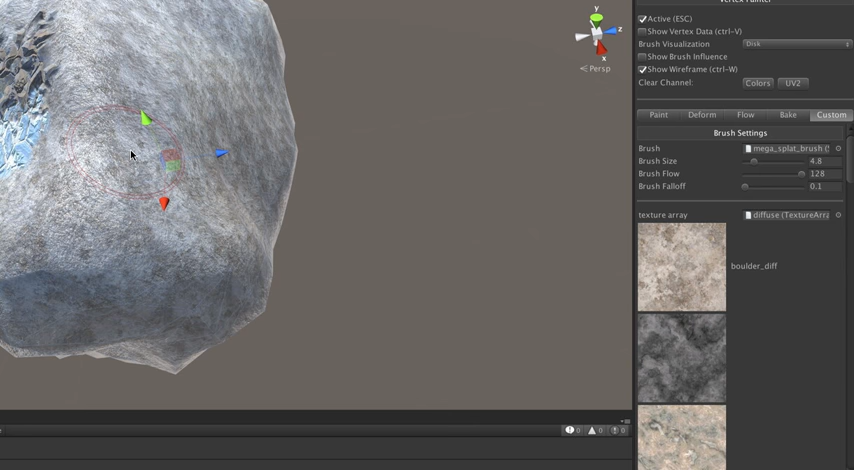 Vertex Painter
y
z
x
< Persp
Active (ESC)
Show Vertex Data (ctrl-V)
Brush Visualization Disk
Show Brush Influence
Show Wireframe (ctrl-W)
Clear Channel: Colors UV2
Paint Deform Flow Bake Custom
Brush Settings
Brush mega_splat_brush
Brush Size 4.8
Brush Flow 128
Brush Falloff 0.1
texture array diffuse (TextureArra
boulder_diff
0 0 0